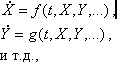 Ẋ = f(t, X, Y, ...) ,
Ẏ = g(t, X, Y, ...) ,
и т.д.,